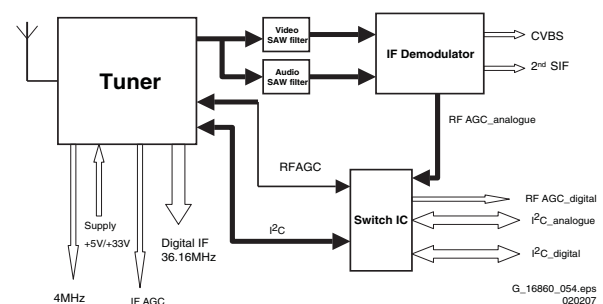 Video
SAW filter
Audio
SAW filter
Tuner
IF Demodulator
CVBS
2nd SIF
RF AGC_analogue
RFAGC
Switch IC
RF AGC_digital
I2C_analogue
I2C_digital
I2C
Supply
+5V/+33V
Digital IF
36.16MHz
4MHz
IF AGC
G_16860_054.eps
020207